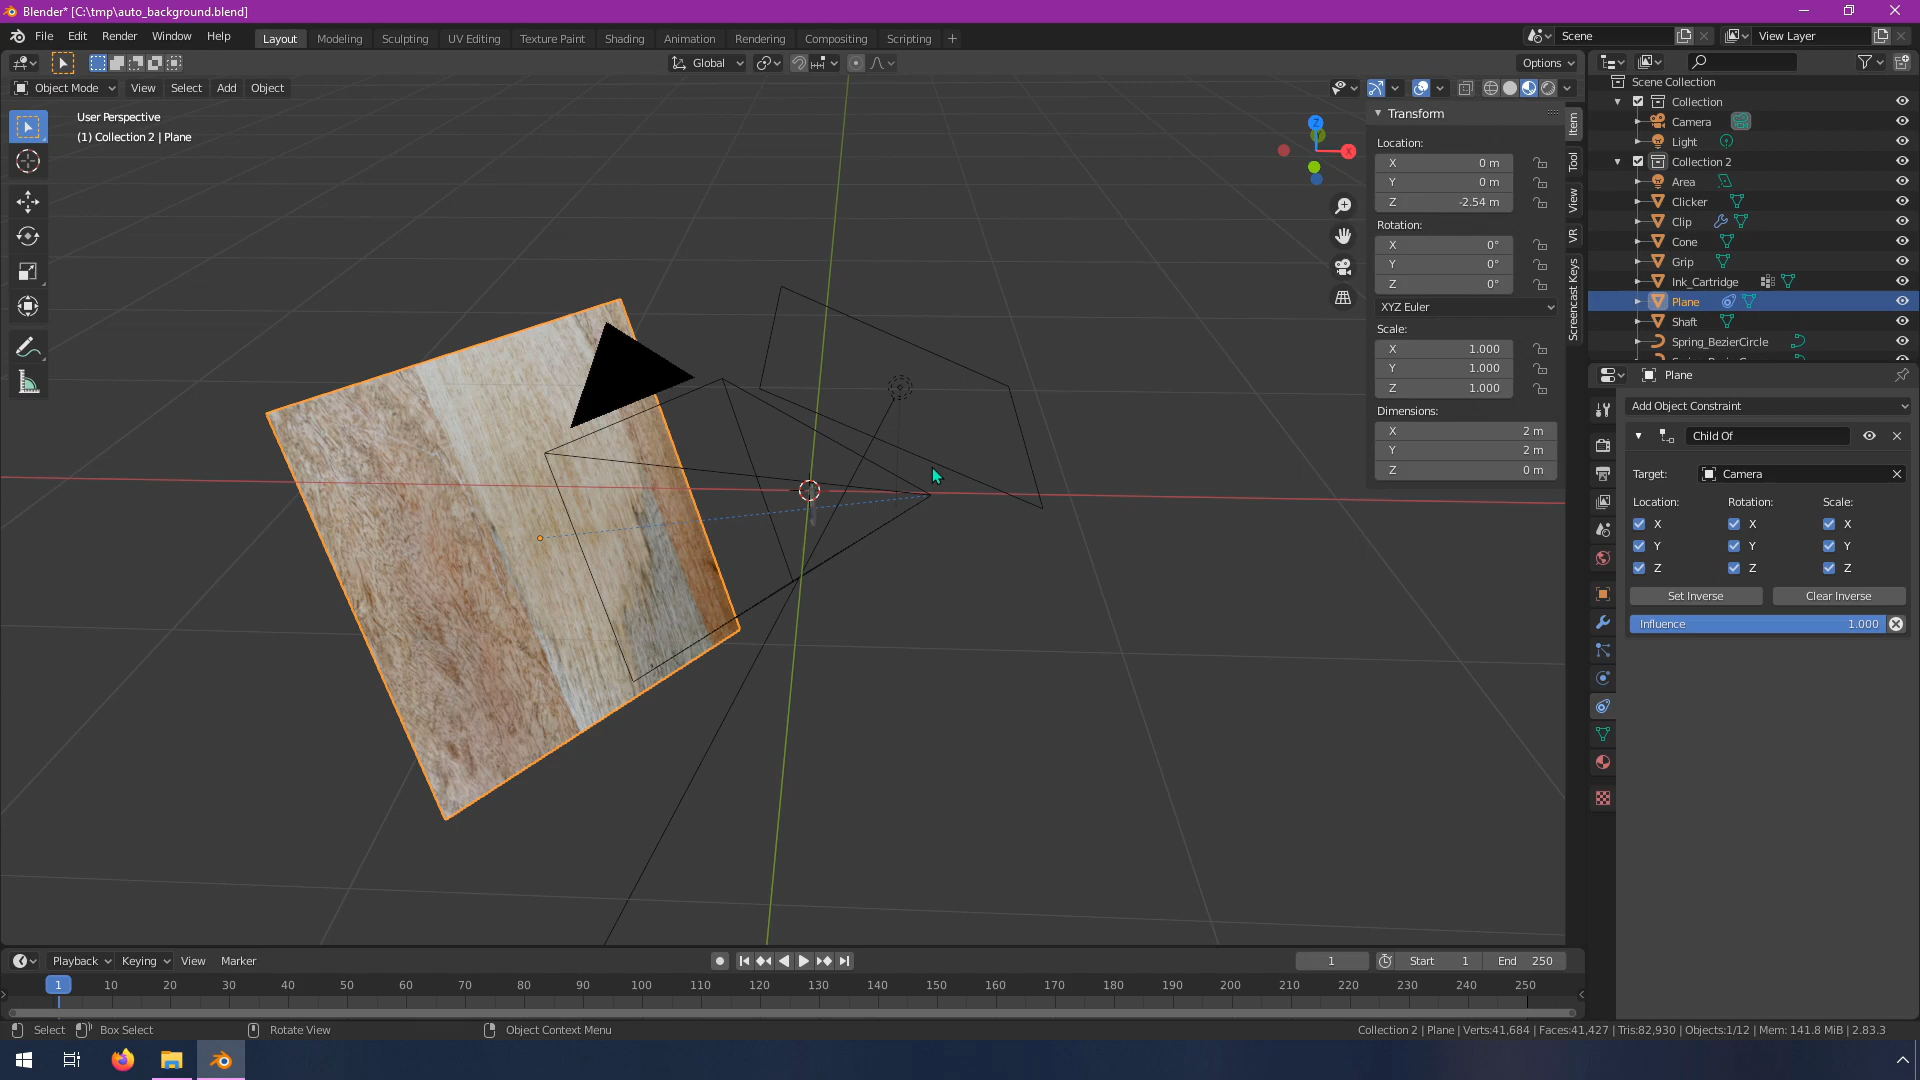 Blender* [C:\tmp\auto_background.blend]
File Edit Render Window Help
Layout Modeling Sculpting UV Editing Texture Paint Shading Animation Rendering Compositing Scripting
Scene
View Layer
Global
Options
Object Mode View Select Add Object
User Perspective
(1) Collection 2 | Plane
Z
X
Transform
Location:
X 0 m
Y 0 m
Z -2.54 m
Rotation:
X 0°
Y 0°
Z 0°
XYZ Euler
Scale:
X 1.000
Y 1.000
Z 1.000
Dimensions:
X 2 m
Y 2 m
Z 0 m
Item
Tool
View
VR
Screencast Keys
Scene Collection
Collection
Camera
Light
Collection 2
Area
Clicker
Clip
Cone
Grip
Ink_Cartridge
Plane
Shaft
Spring_BezierCircle
Plane
Add Object Constraint
Child Of
Target: Camera
Location: Rotation: Scale:
X X X
Y Y Y
Z Z Z
Set Inverse Clear Inverse
Influence 1.000
Playback Keying View Marker
1 Start 1 End 250
1 10 20 30 40 50 60 70 80 90 100 110 120 130 140 150 160 170 180 190 200 210 220 230 240 250
Select Box Select Rotate View Object Context Menu
Collection 2 | Plane | Verts:41,684 | Faces:41,427 | Tris:82,930 | Objects:1/12 | Mem: 141.8 MiB | 2.83.3